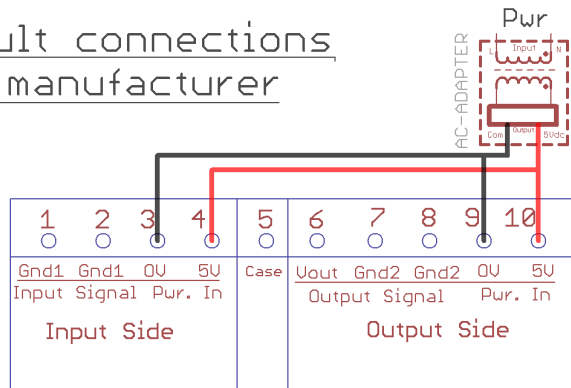 Pwr
ult connections
manufacturer
AC-ADAPTER
L Input N
Com Output 5Vdc
1 2 3 4 5 6 7 8 9 10
Gnd1 Gnd1 0V 5V Case Vout Gnd2 Gnd2 0V 5V
Input Signal Pwr. In Output Signal Pwr. In
Input Side Output Side